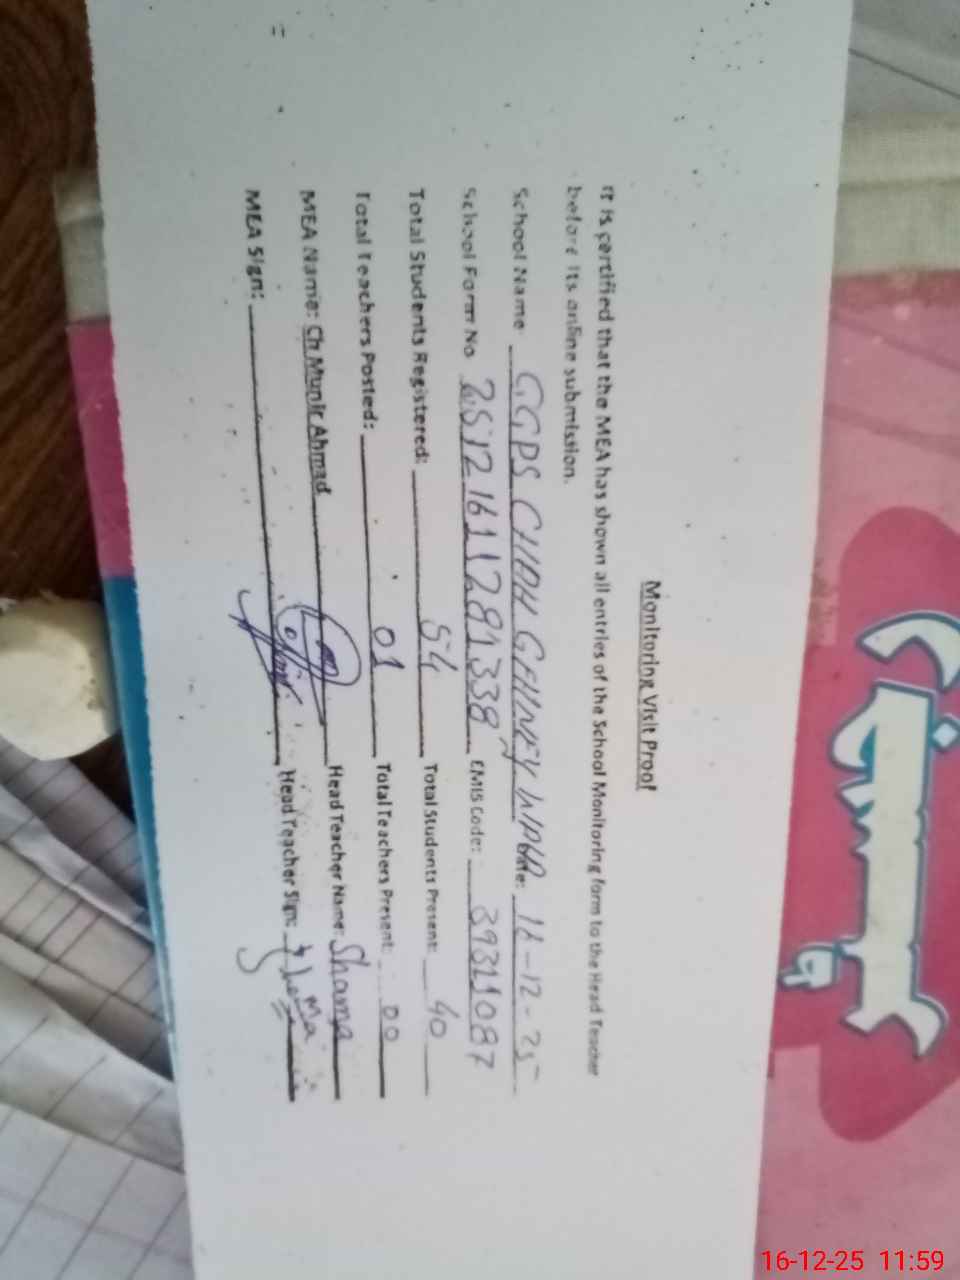 Monitoring Visit Proof
It is certified that the MEA has shown all entries of the School Monitoring form to the Head Teacher
before its online submission.
School Name: GGPS CHAH GAHNEY WALA Date: 16-12-25
School Form No 2512161128 1338 EMIS Code: 39311087
Total Students Registered: 54 Total Students Present: 40
Total Teachers Posted: 01 Total Teachers Present: 00
MEA Name: Ch Munir Ahmad Head Teacher Name: Shama
MEA Sign: Head Teacher Sign: Shama
16-12-25 11:59